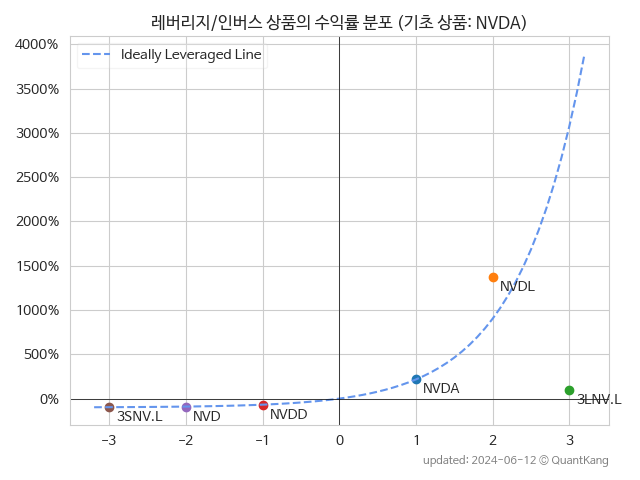 레버리지/인버스 상품의 수익률 분포 (기초 상품: NVDA)
4000%
3500%
3000%
2500%
2000%
1500%
1000%
500%
0%
Ideally Leveraged Line
NVDL
NVDA
3LNV.L
3SNV.L
NVD
NVDD
−3
−2
−1
0
1
2
3
updated: 2024-06-12 © QuantKang